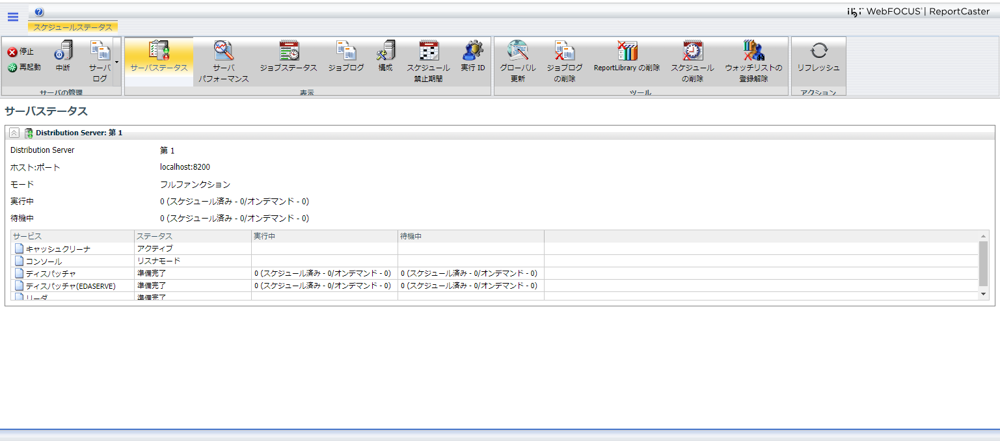 ibi WebFOCUS® | ReportCaster
スケジュールステータス
停止
再起動
中断
サーバ
ログ
サーバの管理
サーバステータス
サーバ
パフォーマンス
ジョブステータス
ジョブログ
構成
スケジュール
禁止期間
実行 ID
表示
グローバル
更新
ジョブログ
の削除
ReportLibrary の削除
スケジュール
の削除
ウォッチリストの
登録解除
ツール
リフレッシュ
アクション
サーバステータス
Distribution Server: 第 1
Distribution Server 第 1
ホスト:ポート localhost:8200
モード フルファンクション
実行中 0 (スケジュール済み - 0/オンデマンド - 0)
待機中 0 (スケジュール済み - 0/オンデマンド - 0)
サービス ステータス 実行中 待機中
キャッシュクリーナ アクティブ
コンソール リスナモード
ディスパッチャ 準備完了 0 (スケジュール済み - 0/オンデマンド - 0) 0 (スケジュール済み - 0/オンデマンド - 0)
ディスパッチャ(EDASERVE) 準備完了 0 (スケジュール済み - 0/オンデマンド - 0) 0 (スケジュール済み - 0/オンデマンド - 0)
リーダ 準備完了